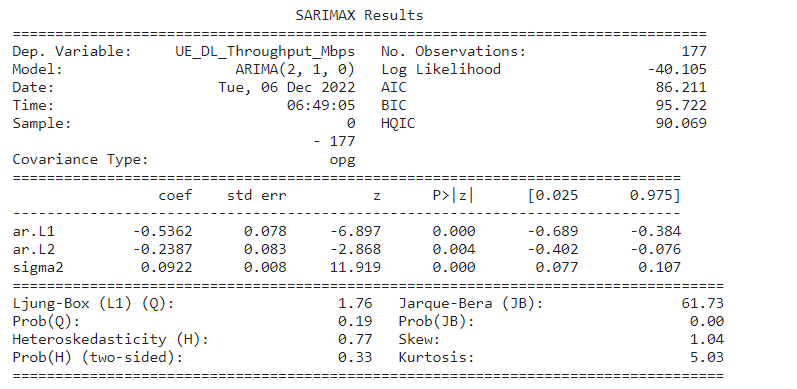 SARIMAX Results
==============================================================================
Dep. Variable:     UE_DL_Throughput_Mbps   No. Observations:                  177
Model:                    ARIMA(2, 1, 0)   Log Likelihood                 -40.105
Date:                   Tue, 06 Dec 2022   AIC                             86.211
Time:                           06:49:05   BIC                             95.722
Sample:                                0   HQIC                            90.069
- 177
Covariance Type:                     opg
==============================================================================
coef    std err          z      P>|z|      [0.025      0.975]
------------------------------------------------------------------------------
ar.L1         -0.5362      0.078     -6.897      0.000      -0.689      -0.384
ar.L2         -0.2387      0.083     -2.868      0.004      -0.402      -0.076
sigma2         0.0922      0.008     11.919      0.000       0.077       0.107
==============================================================================
Ljung-Box (L1) (Q):                   1.76   Jarque-Bera (JB):                61.73
Prob(Q):                              0.19   Prob(JB):                         0.00
Heteroskedasticity (H):               0.77   Skew:                             1.04
Prob(H) (two-sided):                  0.33   Kurtosis:                         5.03
==============================================================================